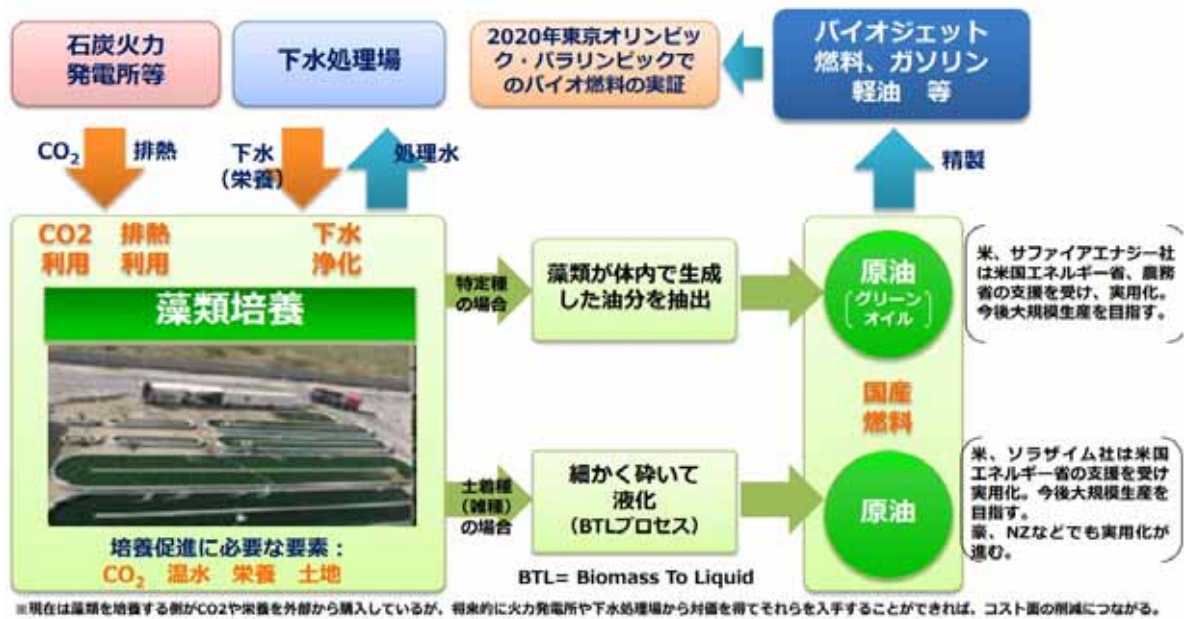 石炭火力
発電所等
下水処理場
2020年東京オリンピッ
ク・パラリンピックで
のバイオ燃料の実証
バイオジェット
燃料、ガソリン
軽油　等
CO₂
排熱
下水
（栄養）
処理水
精製
CO2
利用
排熱
利用
下水
浄化
藻類培養
培養促進に必要な要素：
CO₂　温水　栄養　土地
特定種
の場合
藻類が体内で生成
した油分を抽出
原油
グリーン
オイル
米、サファイアエナジー社
は米国エネルギー省、農務
省の支援を受け、実用化。
今後大規模生産を目指す。
国産
燃料
土着種
（雑種）
の場合
細かく砕いて
液化
（BTLプロセス）
原油
米、ソラザイム社は米国
エネルギー省の支援を受け
実用化。今後大規模生産を
目指す。
豪、NZなどでも実用化が
進む。
BTL= Biomass To Liquid
※現在は藻類を培養する側がCO2や栄養を外部から購入しているが、将来的に火力発電所や下水処理場から対価を得てそれらを入手することができれば、コスト面の削減につながる。